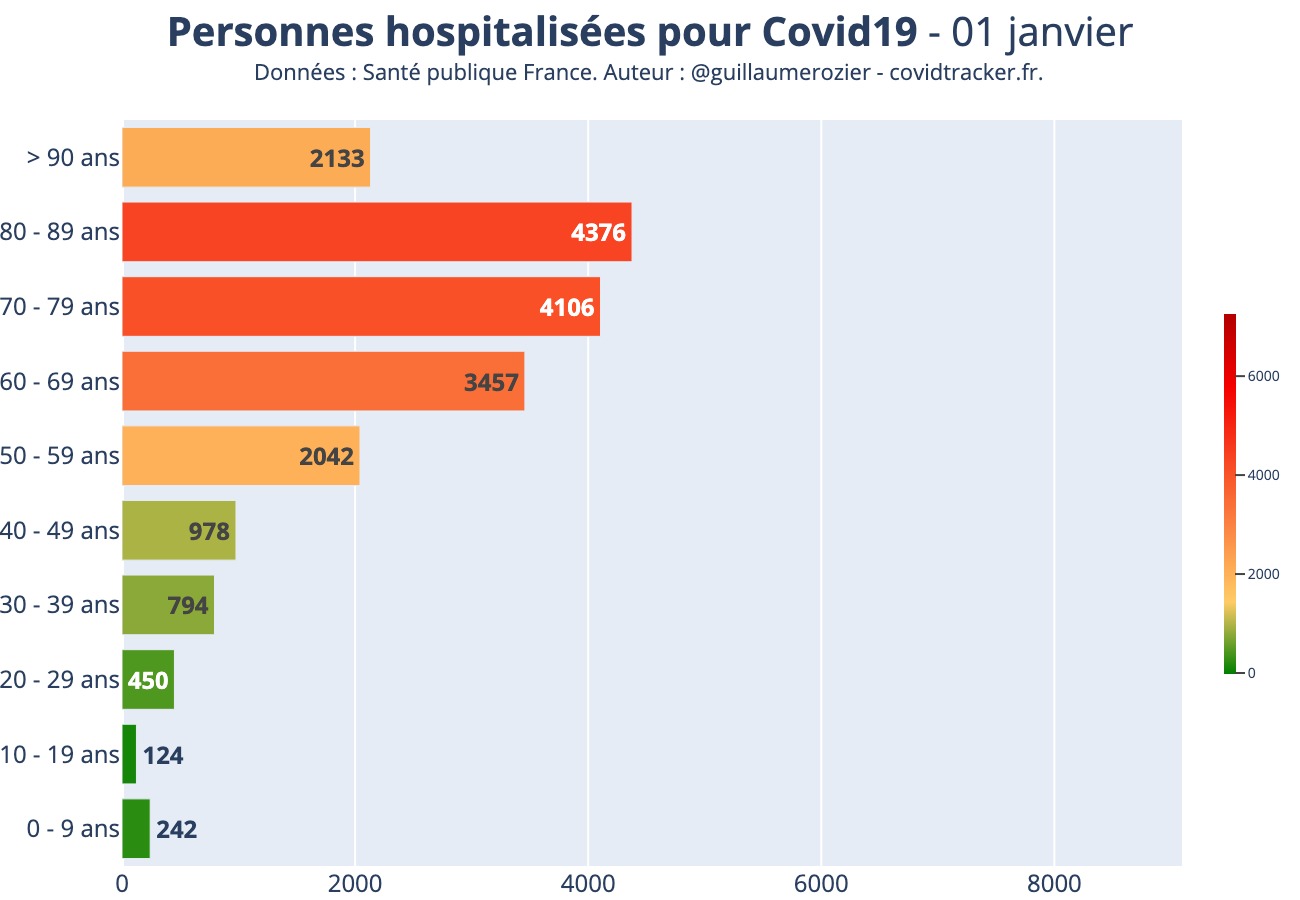 Personnes hospitalisées pour Covid19 - 01 janvier
Données : Santé publique France. Auteur : @guillaumerozier - covidtracker.fr.
> 90 ans 2133
80 - 89 ans 4376
70 - 79 ans 4106
60 - 69 ans 3457
50 - 59 ans 2042
40 - 49 ans 978
30 - 39 ans 794
20 - 29 ans 450
10 - 19 ans 124
0 - 9 ans 242
0 2000 4000 6000 8000
6000
4000
2000
0